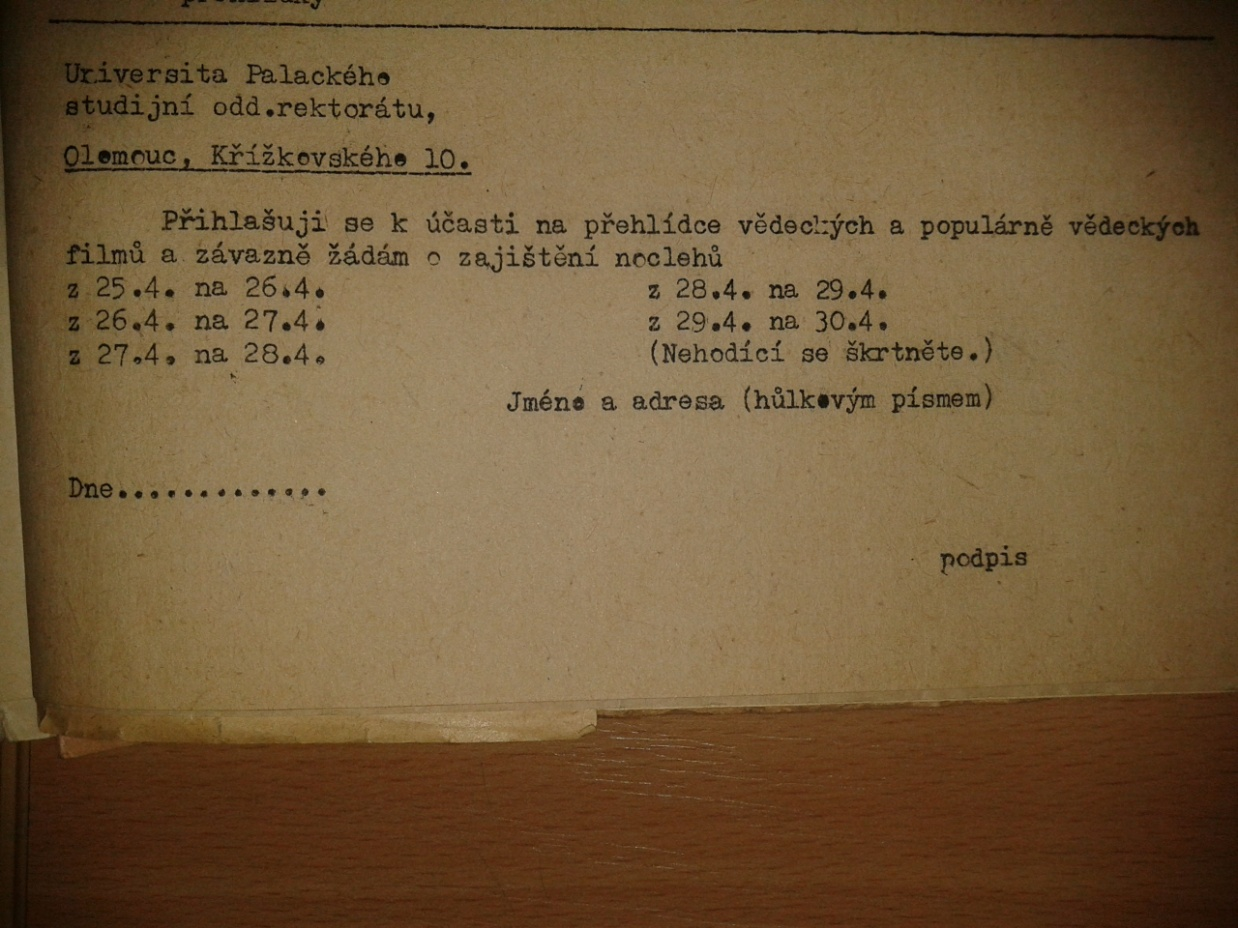 Universita Palackého
studijní odd.rektorátu,
Olomouc, Křížkovského 10.
Přihlašuji se k účasti na přehlídce vědeckých a populárně vědeckých
filmů a závazně žádám o zajištění noclehů
z 25.4. na 26.4. z 28.4. na 29.4.
z 26.4. na 27.4. z 29.4. na 30.4.
z 27.4. na 28.4. (Nehodící se škrtněte.)
Jméno a adresa (hůlkovým písmem)
Dne.............
podpis